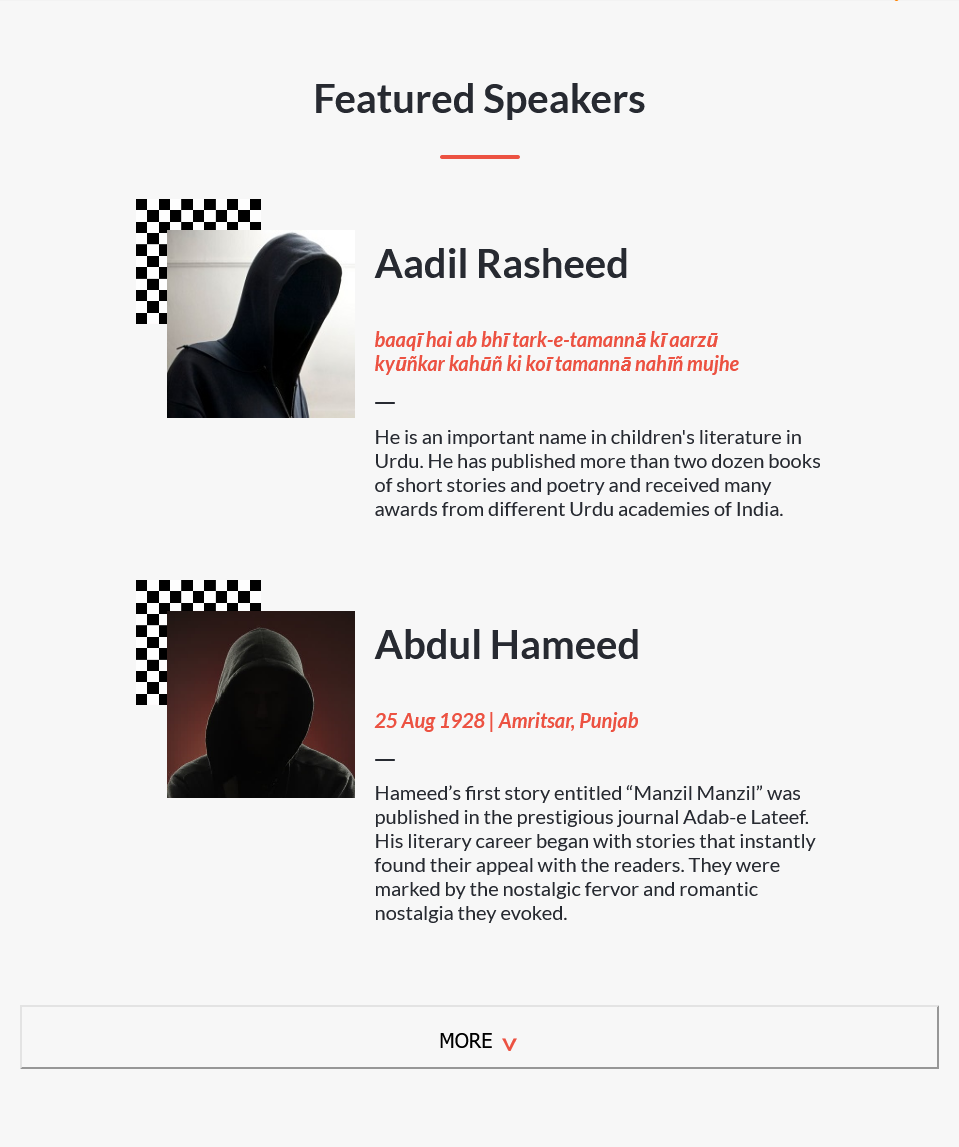 Featured Speakers
Aadil Rasheed
baaqī hai ab bhī tark-e-tamannā kī aarzū
kyūñkar kahūñ ki koī tamannā nahīñ mujhe
He is an important name in children's literature in
Urdu. He has published more than two dozen books
of short stories and poetry and received many
awards from different Urdu academies of India.
Abdul Hameed
25 Aug 1928 | Amritsar, Punjab
Hameed’s first story entitled “Manzil Manzil” was
published in the prestigious journal Adab-e Lateef.
His literary career began with stories that instantly
found their appeal with the readers. They were
marked by the nostalgic fervor and romantic
nostalgia they evoked.
MORE